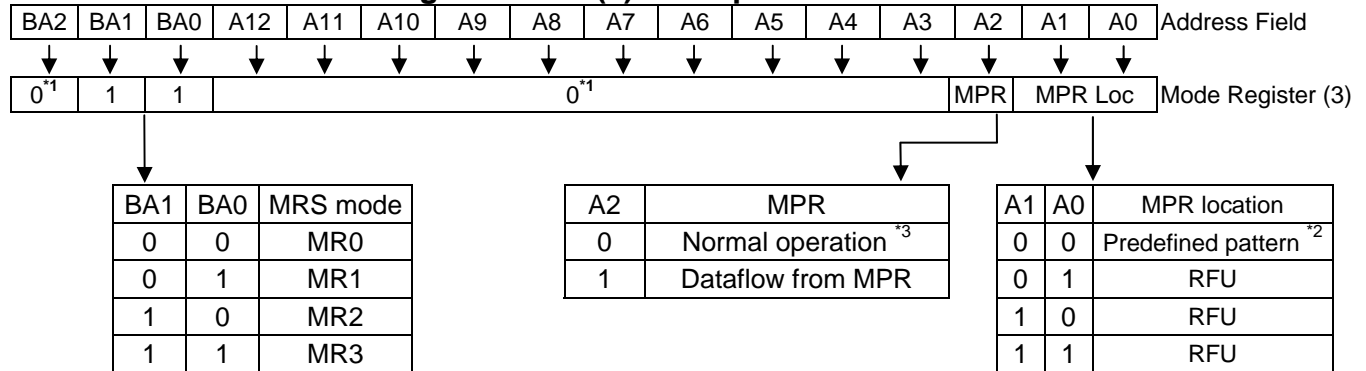 BA2 BA1 BA0 A12 A11 A10 A9 A8 A7 A6 A5 A4 A3 A2 A1 A0 Address Field
0*1 1 1 0*1 MPR MPR Loc Mode Register (3)
BA1 BA0 MRS mode
0 0 MR0
0 1 MR1
1 0 MR2
1 1 MR3
A2 MPR
0 Normal operation *3
1 Dataflow from MPR
A1 A0 MPR location
0 0 Predefined pattern *2
0 1 RFU
1 0 RFU
1 1 RFU